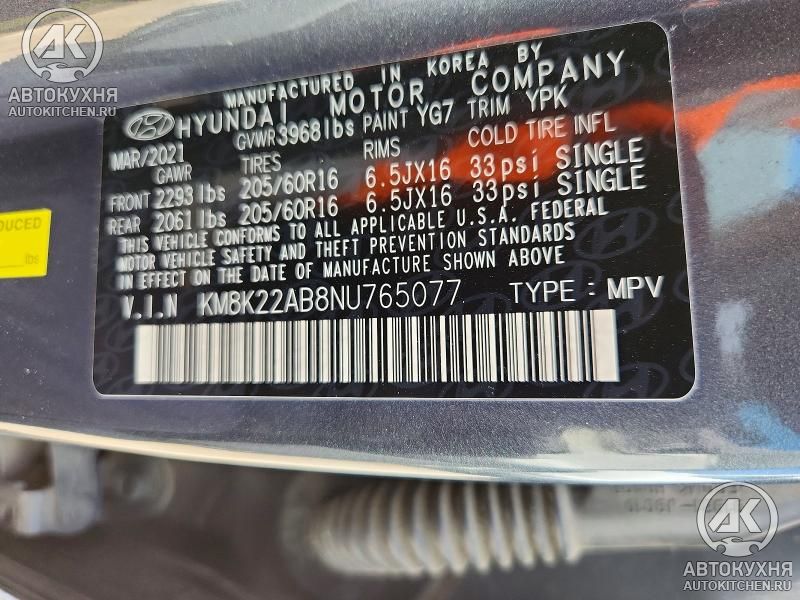 АВТОКУХНЯ
AUTOKITCHEN.RU
MANUFACTURED IN KOREA BY
HYUNDAI MOTOR COMPANY
MAR/2021 GVWR 3968lbs PAINT YG7 TRIM YPK
GAWR TIRES RIMS COLD TIRE INFL
FRONT 2293 lbs 205/60R16 6.5JX16 33psi SINGLE
REAR 2061 lbs 205/60R16 6.5JX16 33psi SINGLE
THIS VEHICLE CONFORMS TO ALL APPLICABLE U.S.A. FEDERAL
MOTOR VEHICLE SAFETY AND THEFT PREVENTION STANDARDS
IN EFFECT ON THE DATE OF MANUFACTURE SHOWN ABOVE.
V.I.N KM8K22AB8NU765077 TYPE : MPV
lbs
АВТОКУХНЯ
AUTOKITCHEN.RU